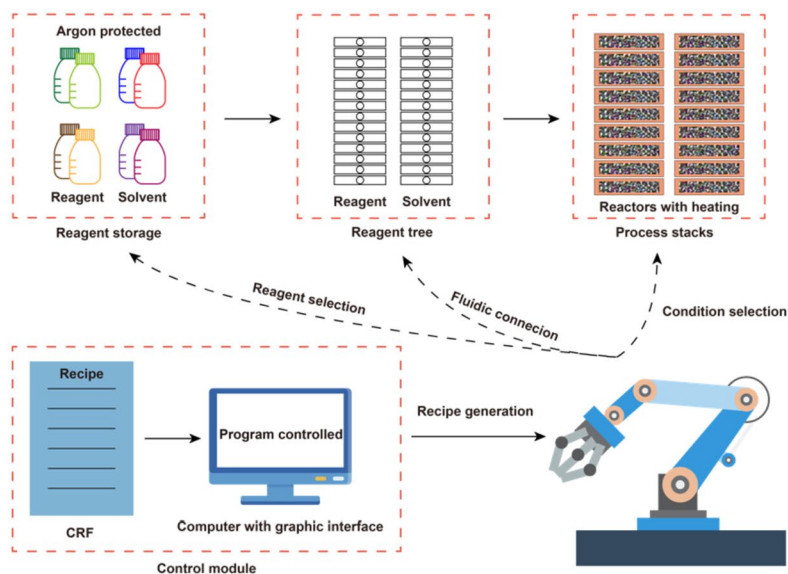 Argon protected
Reagent
Solvent
Reagent storage
Reagent
Solvent
Reagent tree
Reactors with heating
Process stacks
Reagent selection
Fluidic connecion
Condition selection
Recipe
CRF
Program controlled
Computer with graphic interface
Control module
Recipe generation